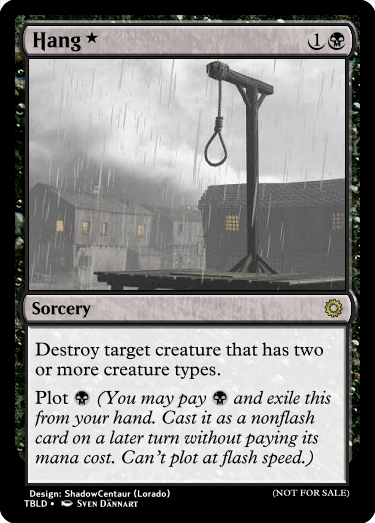 Hang ★ 1
Sorcery
Destroy target creature that has two
or more creature types.
Plot (You may pay and exile this
from your hand. Cast it as a nonflash
card on a later turn without paying its
mana cost. Can't plot at flash speed.)
Design: ShadowCentaur (Lorado) (NOT FOR SALE)
TBLD • Sven Dännart